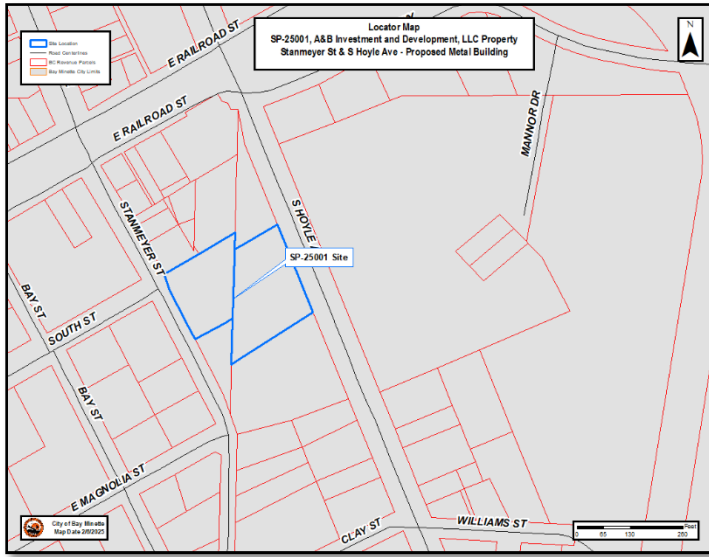 Locator Map
SP-25001, A&B Investment and Development, LLC Property
Stanmeyer St & S Hoyle Ave - Proposed Metal Building
Site Location
Road Centerlines
BC Revenue Parcels
Bay Minette City Limits
N
E RAILROAD ST
E RAILROAD ST
MANNOR DR
STANMEYER ST
S HOYLE
SP-25001 Site
BAY ST
SOUTH ST
BAY ST
E MAGNOLIA ST
CLAY ST
WILLIAMS ST
City of Bay Minette
Map Date 2/5/2025
Feet
0 65 130 260